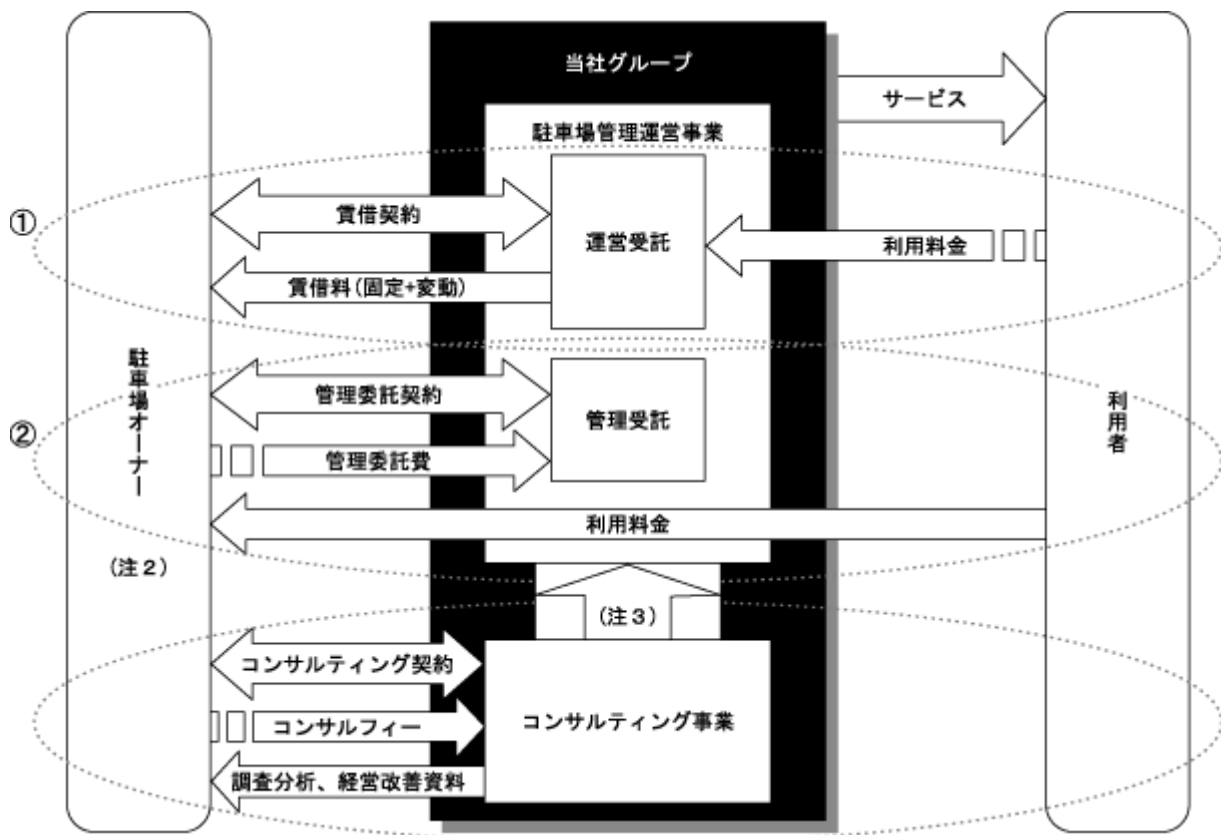 当社グループ
サービス
駐車場管理運営事業
①
賃借契約
運営受託
利用料金
賃借料(固定+変動)
駐車場オーナー
(注2)
利用者
②
管理委託契約
管理受託
管理委託費
利用料金
(注3)
コンサルティング契約
コンサルティング事業
コンサルフィー
調査分析、経営改善資料